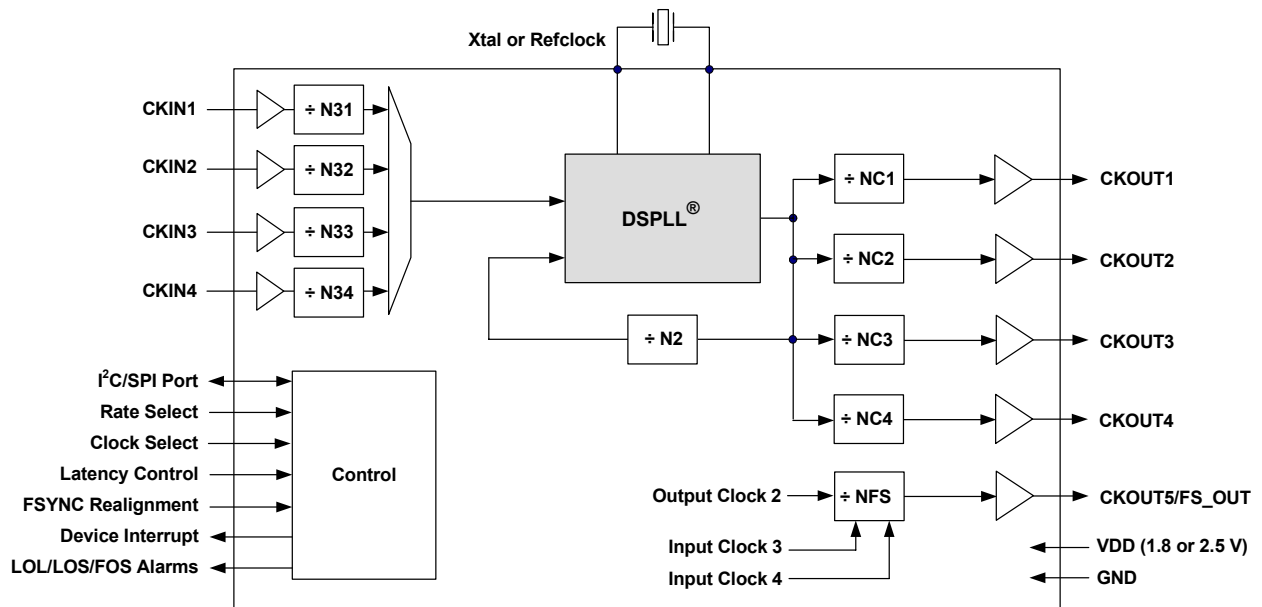 Xtal or Refclock
CKIN1
÷ N31
CKIN2
÷ N32
CKIN3
÷ N33
CKIN4
÷ N34
DSPLL®
÷ N2
÷ NC1
CKOUT1
÷ NC2
CKOUT2
÷ NC3
CKOUT3
÷ NC4
CKOUT4
I²C/SPI Port
Rate Select
Clock Select
Latency Control
FSYNC Realignment
Device Interrupt
LOL/LOS/FOS Alarms
Control
Output Clock 2
÷ NFS
CKOUT5/FS_OUT
Input Clock 3
Input Clock 4
VDD (1.8 or 2.5 V)
GND